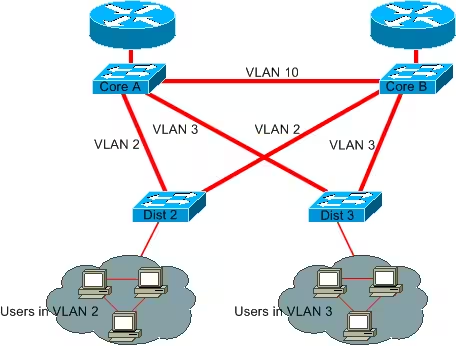 VLAN 10
Core A
Core B
VLAN 2
VLAN 3
VLAN 2
VLAN 3
Dist 2
Dist 3
Users in VLAN 2
Users in VLAN 3